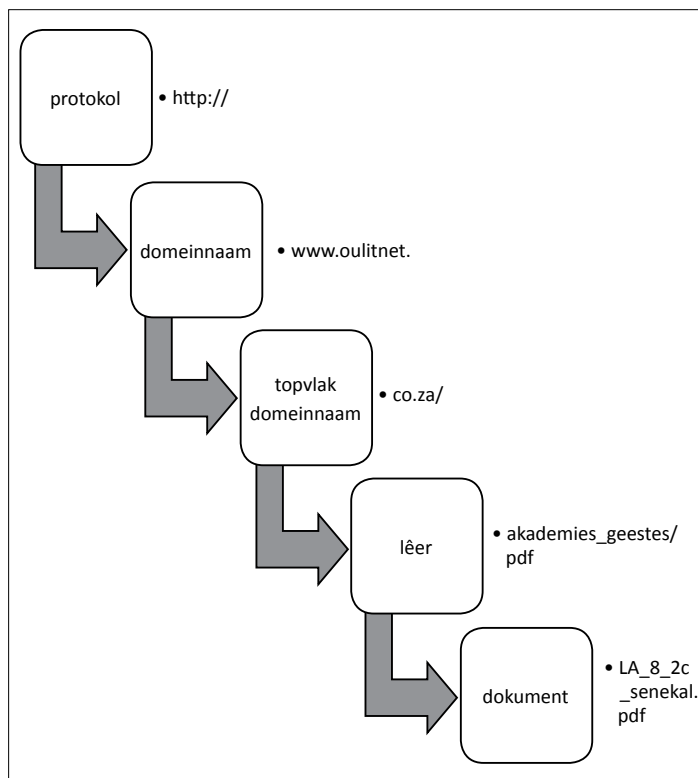 protokol
• http://
domeinnaam
• www.oulitnet.
topvlak
domeinnaam
• co.za/
lêer
• akademies_geestes/
pdf
dokument
• LA_8_2c
_senekal.
pdf